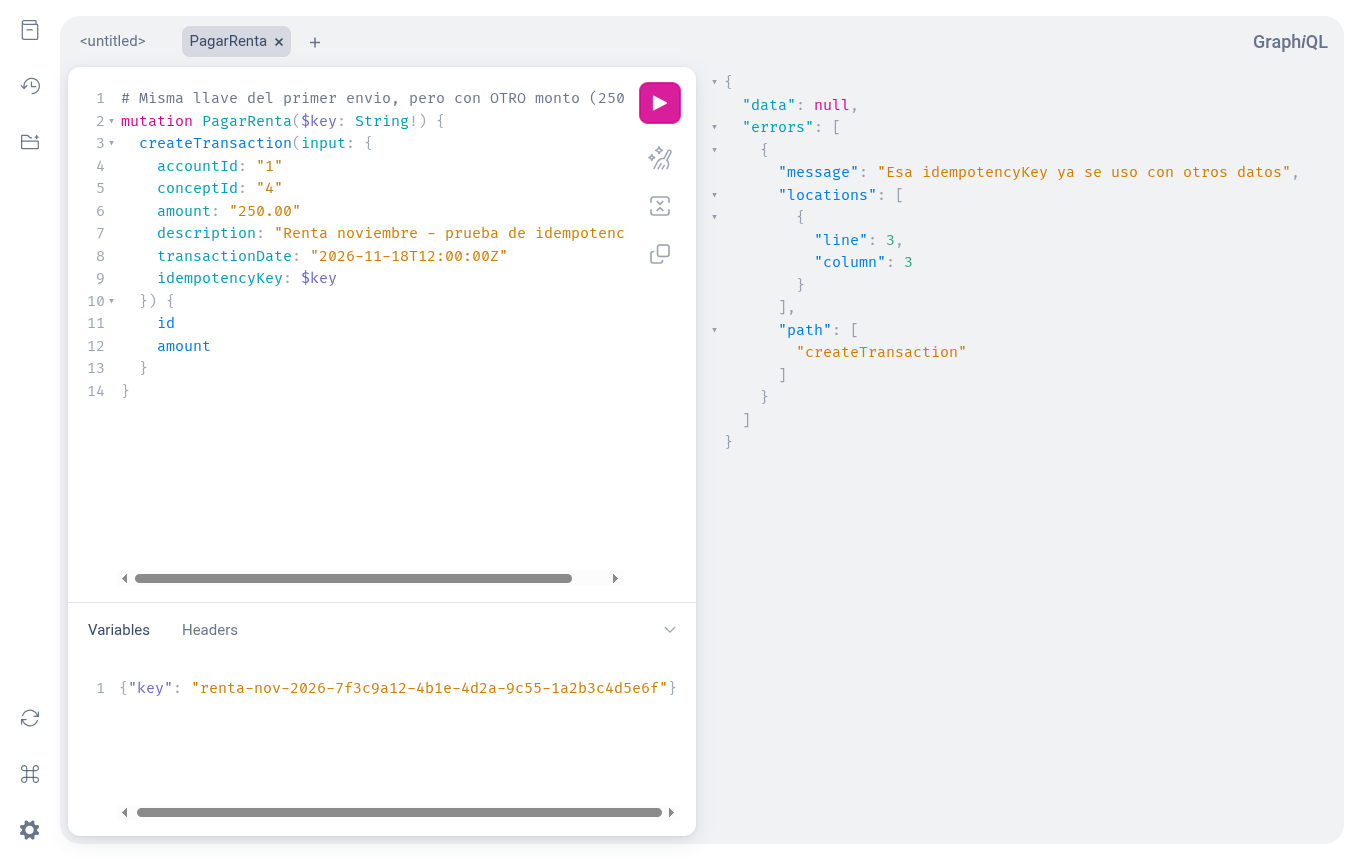 <untitled>
PagarRenta
GraphiQL
1 # Misma llave del primer envio, pero con OTRO monto (250
2 mutation PagarRenta($key: String!) {
3 createTransaction(input: {
4 accountId: "1"
5 conceptId: "4"
6 amount: "250.00"
7 description: "Renta noviembre - prueba de idempotenc
8 transactionDate: "2026-11-18T12:00:00Z"
9 idempotencyKey: $key
10 }) {
11 id
12 amount
13 }
14 }
Variables Headers
1 {"key": "renta-nov-2026-7f3c9a12-4b1e-4d2a-9c55-1a2b3c4d5e6f"}
{
"data": null,
"errors": [
{
"message": "Esa idempotencyKey ya se uso con otros datos",
"locations": [
{
"line": 3,
"column": 3
}
],
"path": [
"createTransaction"
]
}
]
}